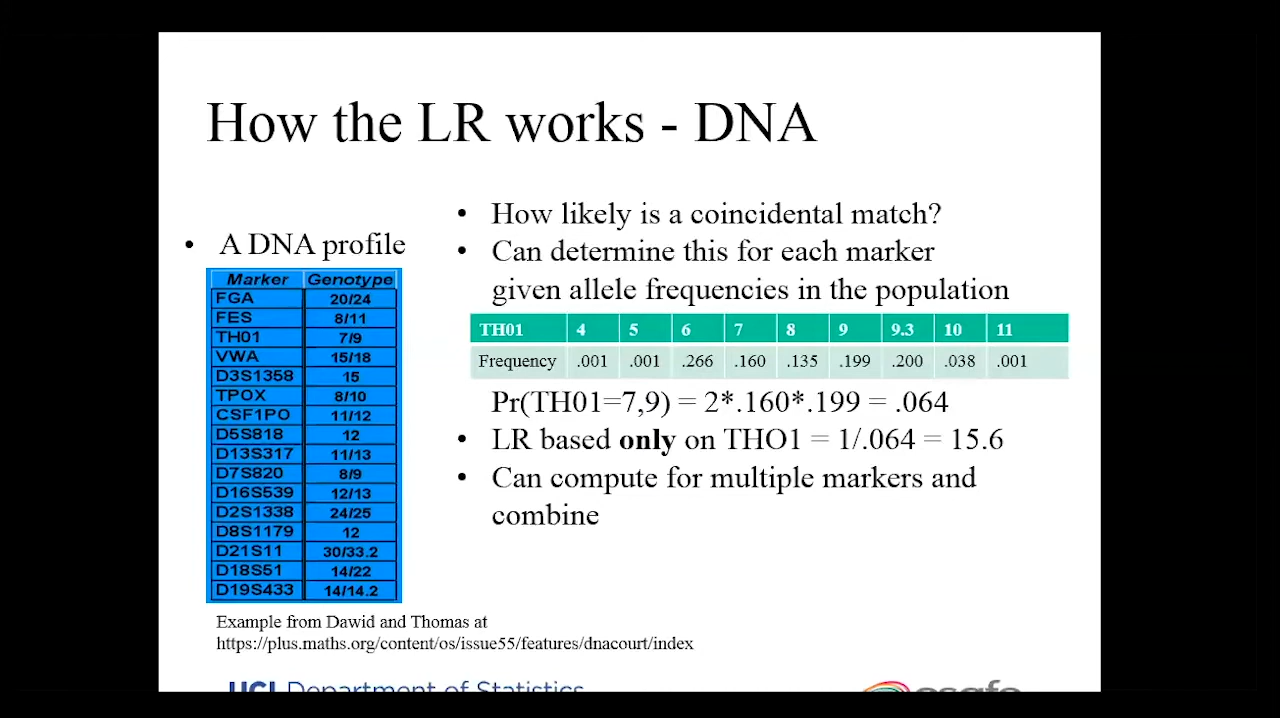 How the LR works - DNA
• A DNA profile
Marker Genotype
FGA 20/24
FES 8/11
TH01 7/9
VWA 15/18
D3S1358 15
TPOX 8/10
CSF1PO 11/12
D5S818 12
D13S317 11/13
D7S820 8/9
D16S539 12/13
D2S1338 24/25
D8S1179 12
D21S11 30/33.2
D18S51 14/22
D19S433 14/14.2
• How likely is a coincidental match?
• Can determine this for each marker
given allele frequencies in the population
TH01 4 5 6 7 8 9 9.3 10 11
Frequency .001 .001 .266 .160 .135 .199 .200 .038 .001
Pr(TH01=7,9) = 2*.160*.199 = .064
• LR based only on THO1 = 1/.064 = 15.6
• Can compute for multiple markers and
combine
Example from Dawid and Thomas at
https://plus.maths.org/content/os/issue55/features/dnacourt/index
UCI Department of Statistics